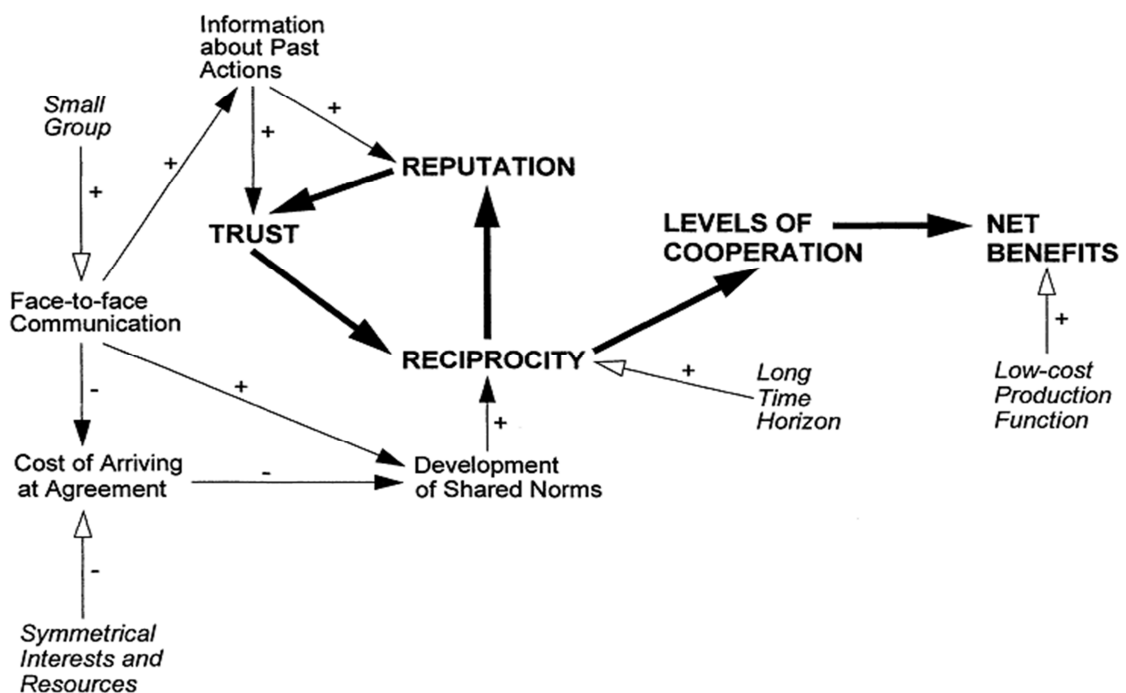 Information
about Past
Actions
Small
Group
+
+
+
+
REPUTATION
TRUST
LEVELS OF
COOPERATION
NET
BENEFITS
Face-to-face
Communication
+
RECIPROCITY
+
Long
Time
Horizon
Low-cost
Production
Function
-
+
+
Cost of Arriving
at Agreement
-
Development
of Shared Norms
-
Symmetrical
Interests and
Resources